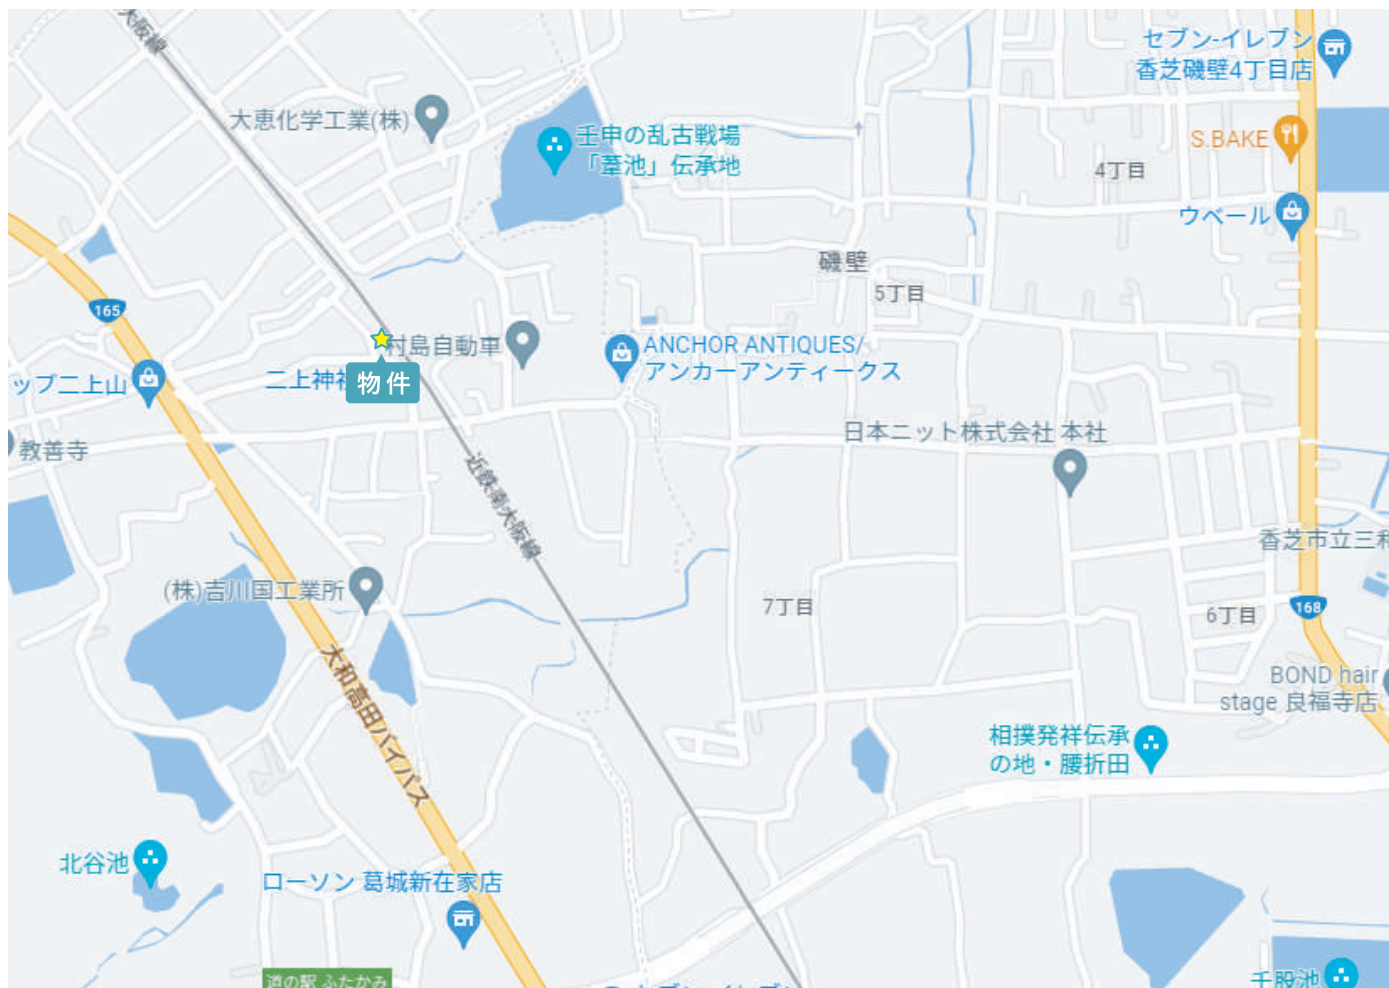 大阪線
セブン-イレブン
香芝磯壁4丁目店
大恵化学工業(株)
壬申の乱古戦場
「葦池」伝承地
S.BAKE
4丁目
ウベール
磯壁
5丁目
165
村島自動車
ANCHOR ANTIQUES/
アンカーアンティークス
ップ二上山
二上神社
物件
日本ニット株式会社 本社
教善寺
近鉄南大阪線
香芝市立三和
(株)吉川国工業所
7丁目
168
6丁目
大和高田バイパス
BOND hair
stage 良福寺店
相撲発祥伝承
の地・腰折田
北谷池
ローソン 葛城新在家店
道の駅 ふたかみ
千股池
セブン-イレブン